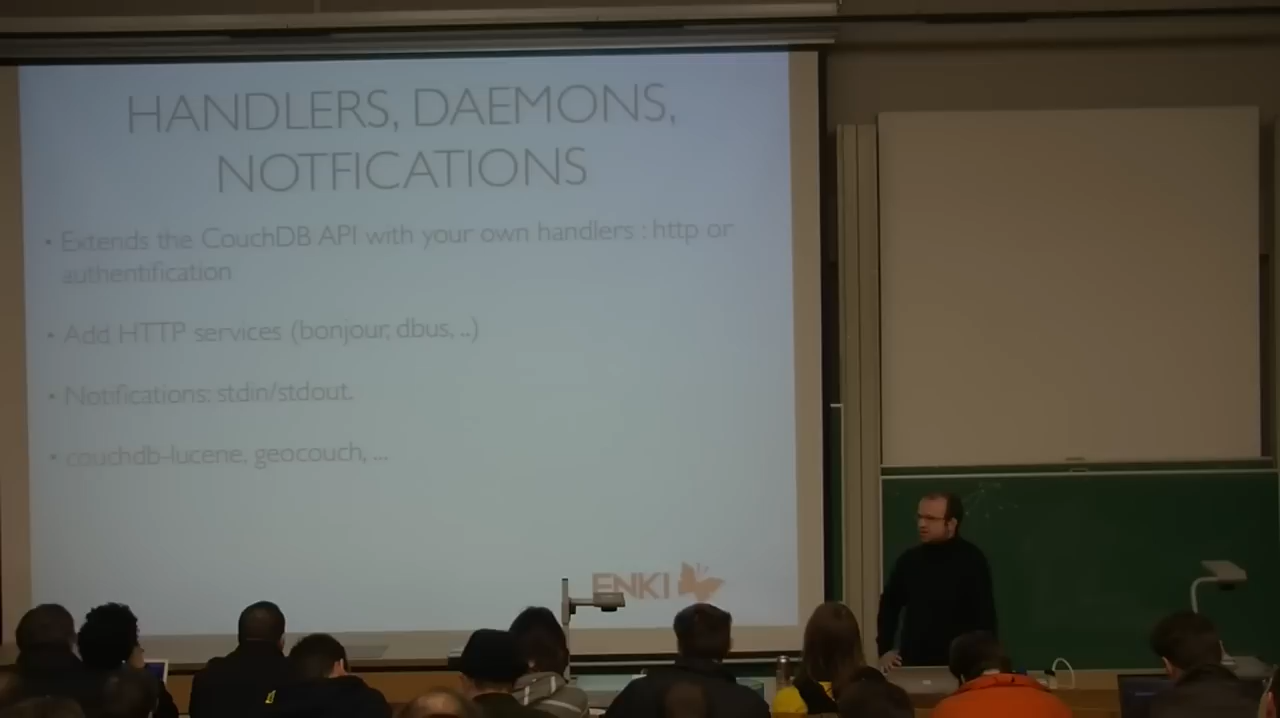 HANDLERS, DAEMONS,
NOTFICATIONS
• Extends the CouchDB API with your own handlers : http or
authentification
• Add HTTP services (bonjour, dbus, ..)
• Notifications: stdin/stdout.
• couchdb-lucene, geocouch, ...
ENKI